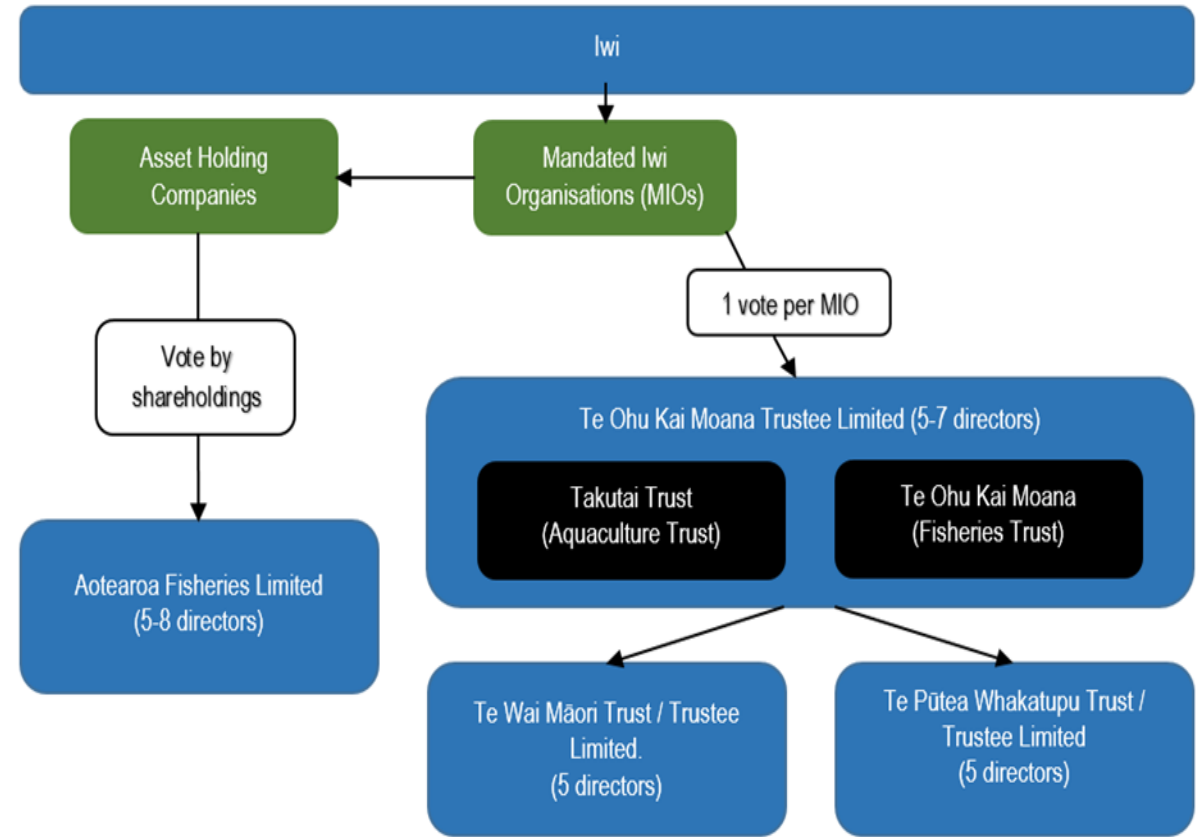 Iwi
Asset Holding
Companies
Mandated Iwi
Organisations (MIOs)
1 vote per MIO
Vote by
shareholdings
Te Ohu Kai Moana Trustee Limited (5-7 directors)
Takutai Trust
(Aquaculture Trust)
Te Ohu Kai Moana
(Fisheries Trust)
Aotearoa Fisheries Limited
(5-8 directors)
Te Wai Māori Trust / Trustee
Limited.
(5 directors)
Te Pūtea Whakatupu Trust /
Trustee Limited
(5 directors)